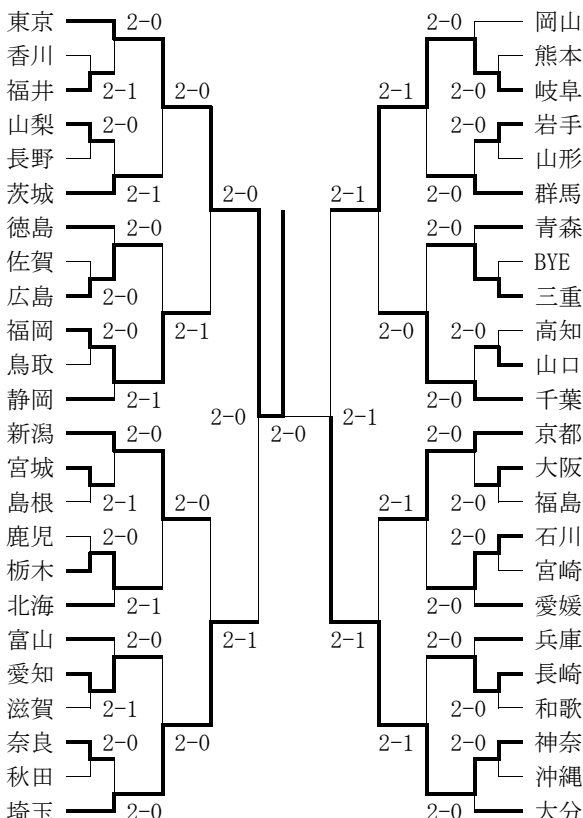 東京 2-0 2-0 岡山
香川 熊本
福井 2-1 2-0 2-1 2-0 岐阜
山梨 2-0 2-0 岩手
長野 山形
茨城 2-1 2-0 2-1 2-0 群馬
徳島 2-0 2-0 青森
佐賀 BYE
広島 2-0 三重
福岡 2-0 2-1 2-0 2-0 高知
鳥取 山口
静岡 2-1 2-0 千葉
新潟 2-0 2-0 2-0 2-1 2-0 京都
宮城 大阪
島根 2-1 2-0 2-1 2-0 福島
鹿児 2-0 2-0 石川
栃木 宮崎
北海 2-1 2-0 愛媛
富山 2-0 2-1 2-1 2-0 兵庫
愛知 長崎
滋賀 2-1 2-0 和歌
奈良 2-0 2-0 2-1 2-0 神奈
秋田 沖縄
埼玉 2-0 2-0 大分